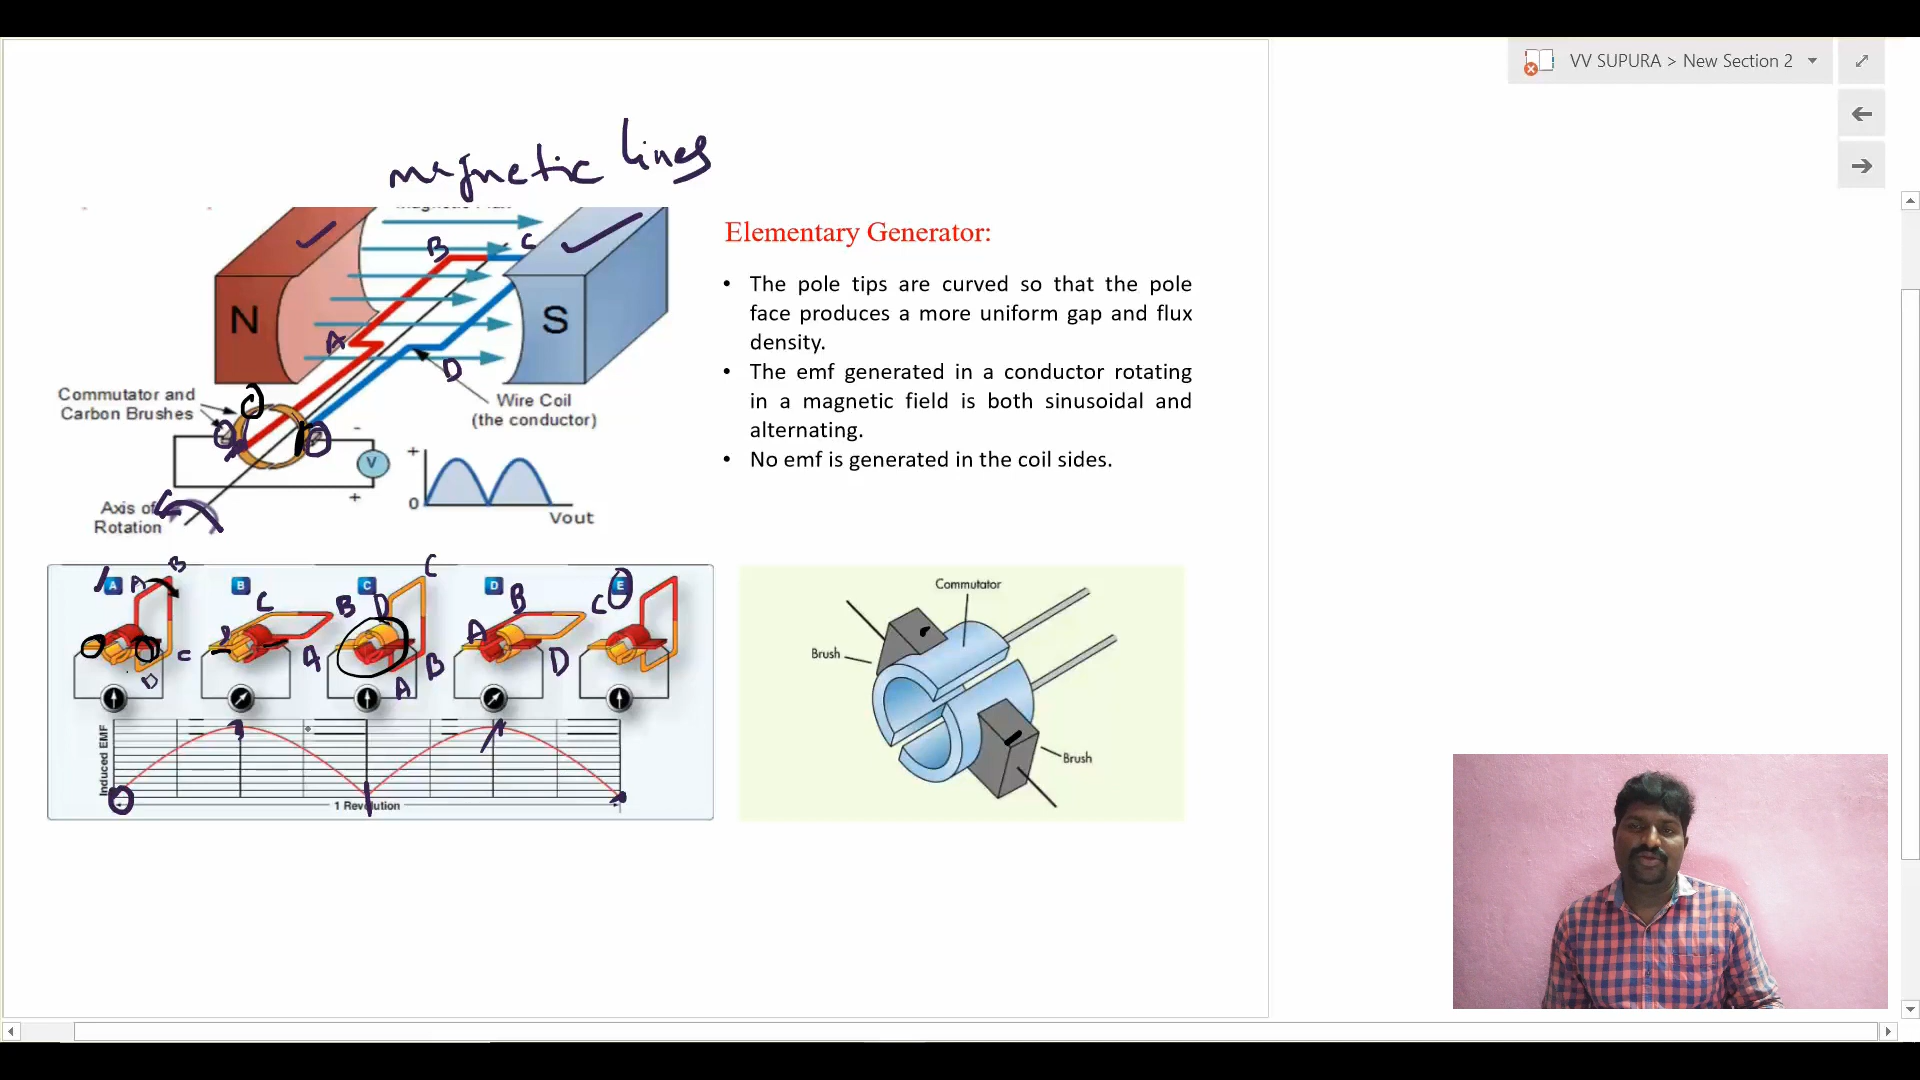 VV SUPURA > New Section 2
magnetic lines
Elementary Generator:
• The pole tips are curved so that the pole
face produces a more uniform gap and flux
density.
• The emf generated in a conductor rotating
in a magnetic field is both sinusoidal and
alternating.
• No emf is generated in the coil sides.
B
C
N
S
A
D
Commutator and
Carbon Brushes
Wire Coil
(the conductor)
-
V
+
+
0
Vout
Axis of
Rotation
A
A
B
C
D
B
C
B
A
C
D
C
B
A
D
A
B
C
D
E
Induced EMF
1 Revolution
Commutator
Brush
Brush